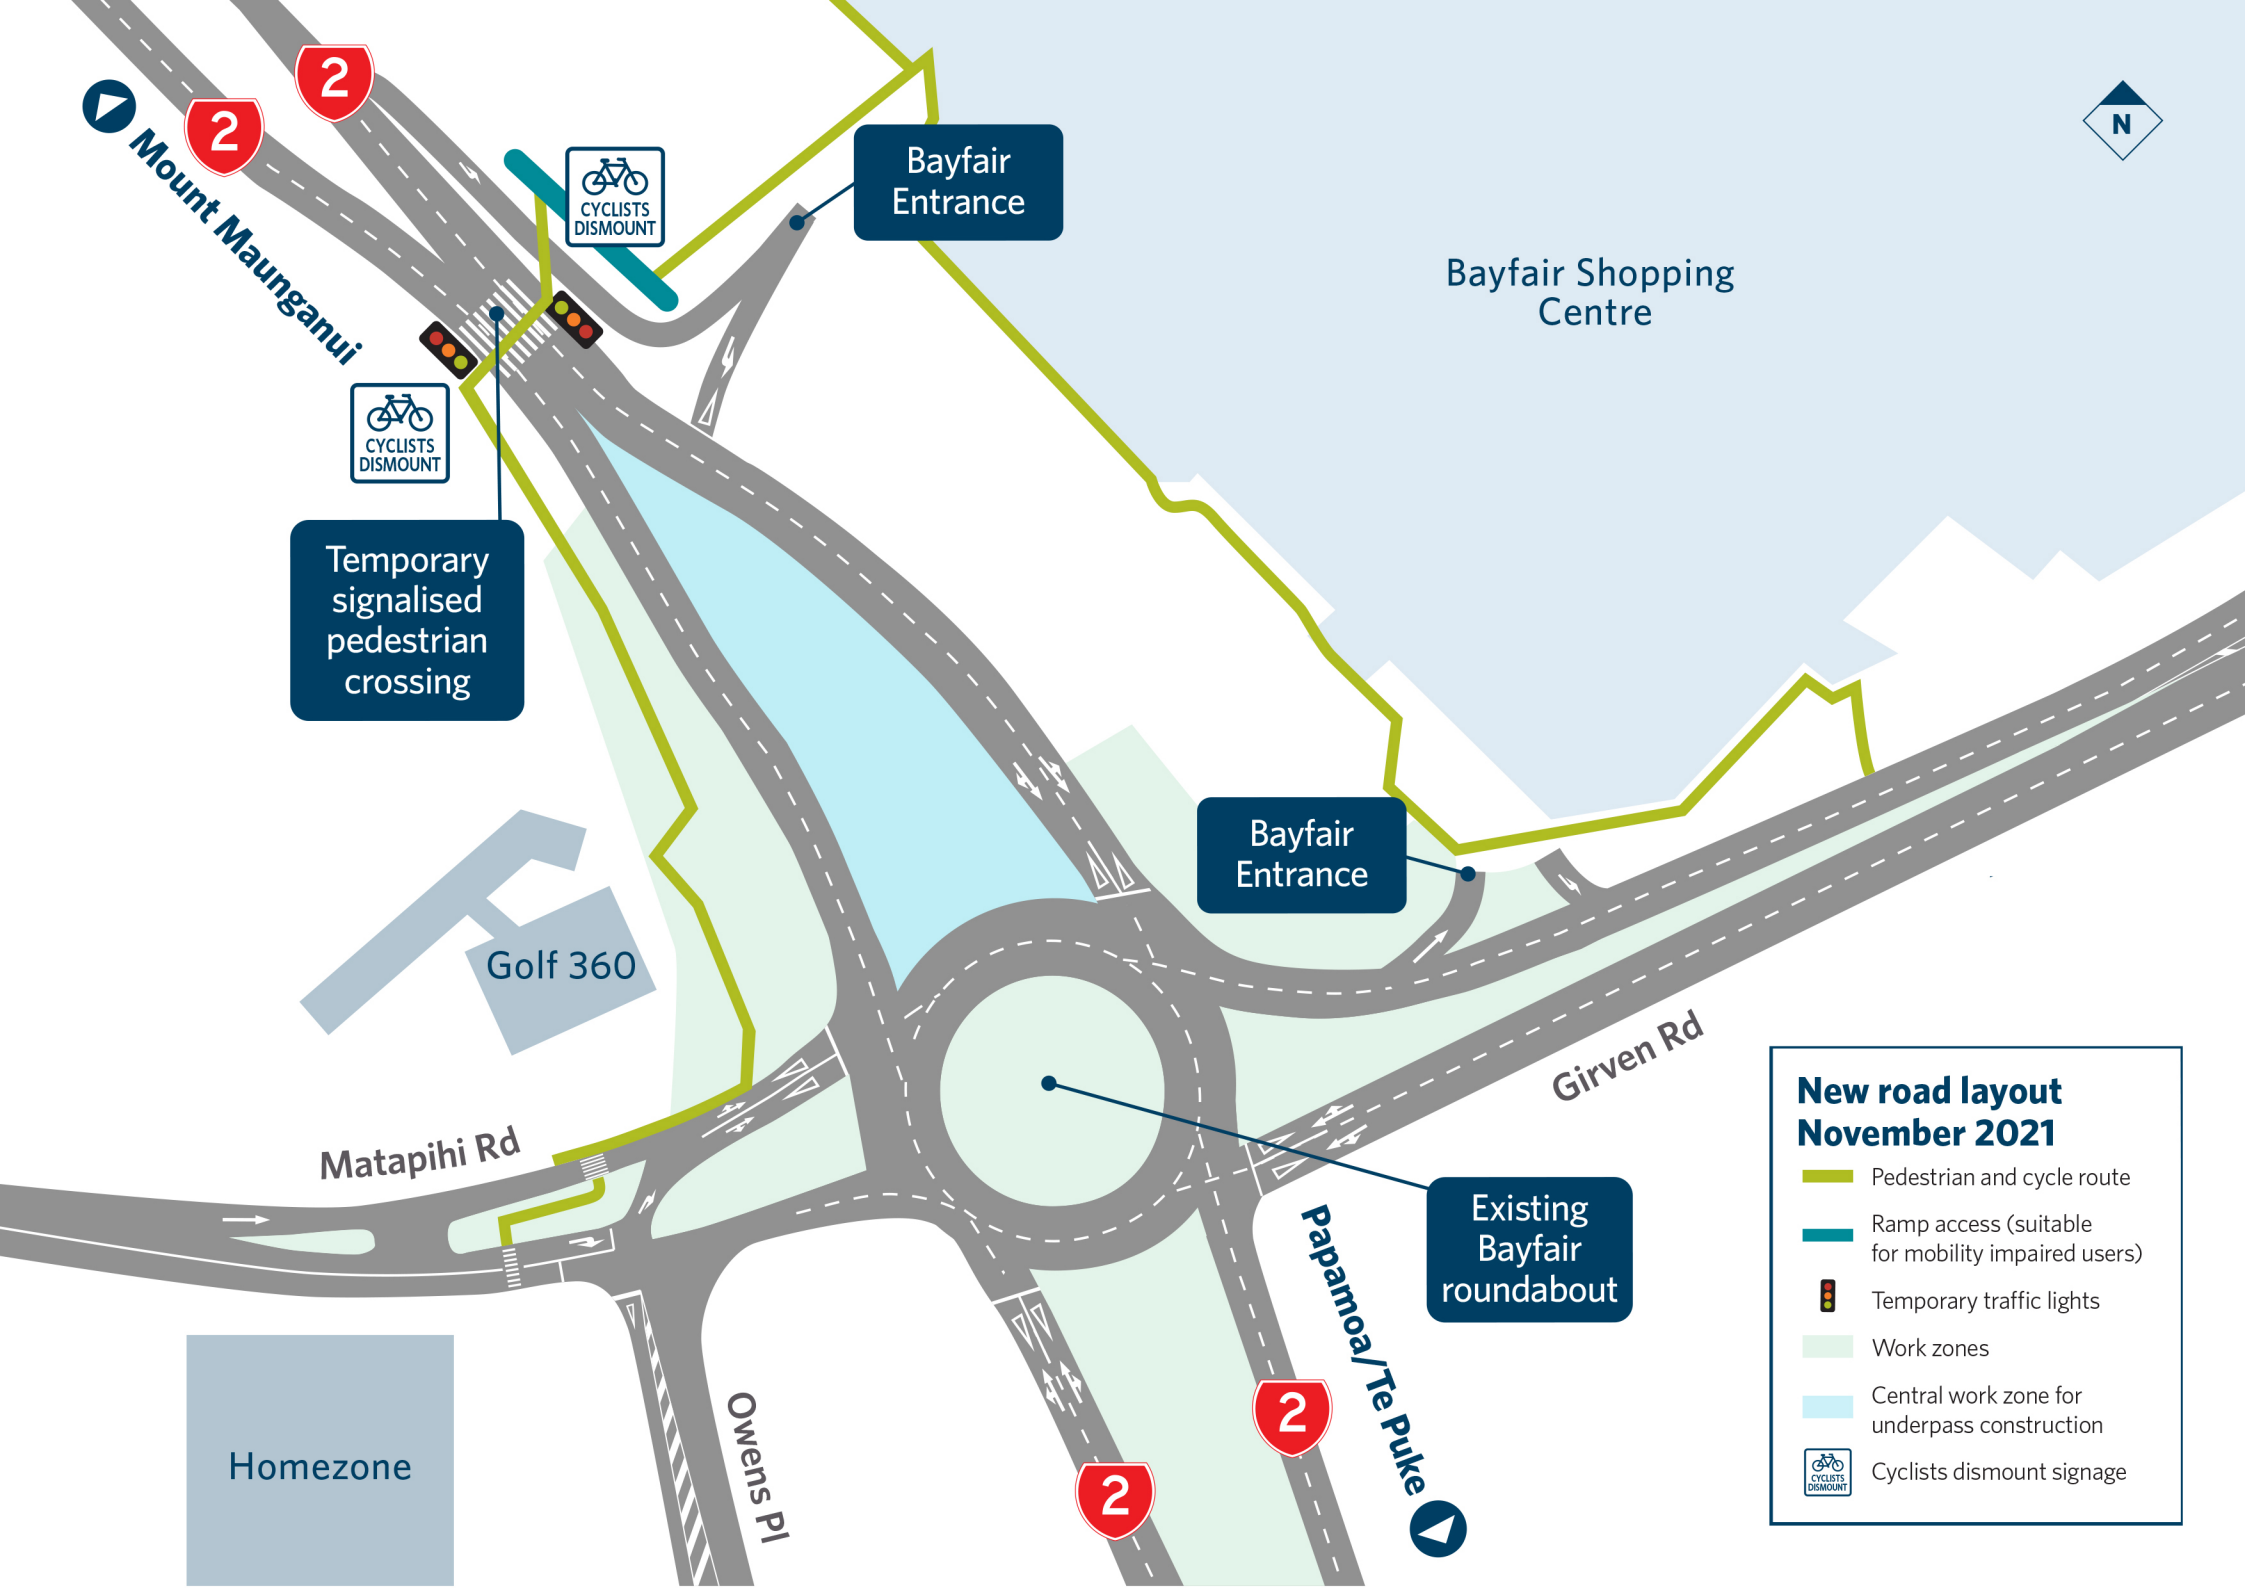 2
2
N
Mount Maunganui
CYCLISTS
DISMOUNT
Bayfair
Entrance
Bayfair Shopping
Centre
CYCLISTS
DISMOUNT
Temporary
signalised
pedestrian
crossing
Bayfair
Entrance
Golf 360
Girven Rd
Matapihi Rd
Existing
Bayfair
roundabout
Papamoa/Te Puke
Owens Pl
Homezone
2
2
New road layout
November 2021
Pedestrian and cycle route
Ramp access (suitable
for mobility impaired users)
Temporary traffic lights
Work zones
Central work zone for
underpass construction
CYCLISTS
DISMOUNT
Cyclists dismount signage